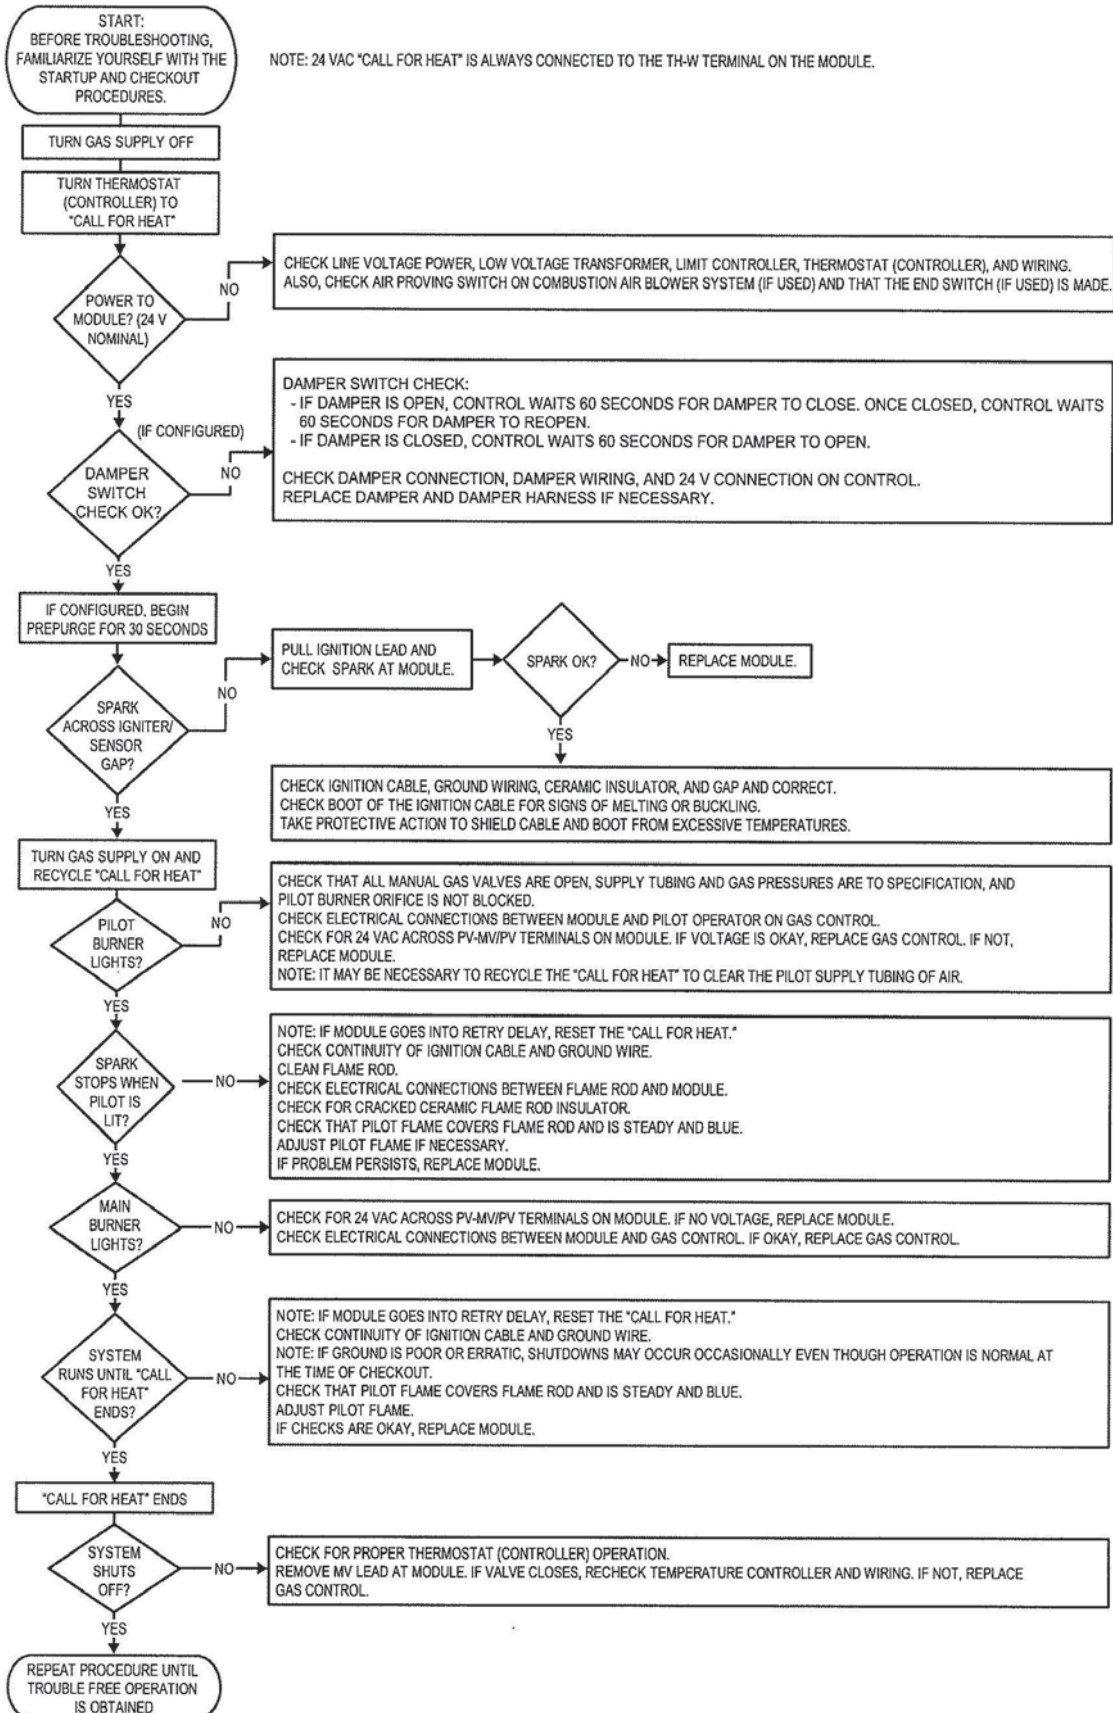 START:
BEFORE TROUBLESHOOTING,
FAMILIARIZE YOURSELF WITH THE
STARTUP AND CHECKOUT
PROCEDURES.
NOTE: 24 VAC "CALL FOR HEAT" IS ALWAYS CONNECTED TO THE TH-W TERMINAL ON THE MODULE.
TURN GAS SUPPLY OFF
TURN THERMOSTAT
(CONTROLLER) TO
"CALL FOR HEAT"
POWER TO
MODULE? (24 V
NOMINAL)
NO
CHECK LINE VOLTAGE POWER, LOW VOLTAGE TRANSFORMER, LIMIT CONTROLLER, THERMOSTAT (CONTROLLER), AND WIRING.
ALSO, CHECK AIR PROVING SWITCH ON COMBUSTION AIR BLOWER SYSTEM (IF USED) AND THAT THE END SWITCH (IF USED) IS MADE.
YES
(IF CONFIGURED)
DAMPER
SWITCH
CHECK OK?
NO
DAMPER SWITCH CHECK:
- IF DAMPER IS OPEN, CONTROL WAITS 60 SECONDS FOR DAMPER TO CLOSE. ONCE CLOSED, CONTROL WAITS
60 SECONDS FOR DAMPER TO REOPEN.
- IF DAMPER IS CLOSED, CONTROL WAITS 60 SECONDS FOR DAMPER TO OPEN.
CHECK DAMPER CONNECTION, DAMPER WIRING, AND 24 V CONNECTION ON CONTROL.
REPLACE DAMPER AND DAMPER HARNESS IF NECESSARY.
YES
IF CONFIGURED, BEGIN
PREPURGE FOR 30 SECONDS
SPARK
ACROSS IGNITER/
SENSOR
GAP?
NO
PULL IGNITION LEAD AND
CHECK SPARK AT MODULE.
SPARK OK?
NO
REPLACE MODULE.
YES
CHECK IGNITION CABLE, GROUND WIRING, CERAMIC INSULATOR, AND GAP AND CORRECT.
CHECK BOOT OF THE IGNITION CABLE FOR SIGNS OF MELTING OR BUCKLING.
TAKE PROTECTIVE ACTION TO SHIELD CABLE AND BOOT FROM EXCESSIVE TEMPERATURES.
YES
TURN GAS SUPPLY ON AND
RECYCLE "CALL FOR HEAT"
PILOT
BURNER
LIGHTS?
NO
CHECK THAT ALL MANUAL GAS VALVES ARE OPEN, SUPPLY TUBING AND GAS PRESSURES ARE TO SPECIFICATION, AND
PILOT BURNER ORIFICE IS NOT BLOCKED.
CHECK ELECTRICAL CONNECTIONS BETWEEN MODULE AND PILOT OPERATOR ON GAS CONTROL.
CHECK FOR 24 VAC ACROSS PV-MV/PV TERMINALS ON MODULE. IF VOLTAGE IS OKAY, REPLACE GAS CONTROL. IF NOT,
REPLACE MODULE.
NOTE: IT MAY BE NECESSARY TO RECYCLE THE "CALL FOR HEAT" TO CLEAR THE PILOT SUPPLY TUBING OF AIR.
YES
SPARK
STOPS WHEN
PILOT IS
LIT?
NO
NOTE: IF MODULE GOES INTO RETRY DELAY, RESET THE "CALL FOR HEAT."
CHECK CONTINUITY OF IGNITION CABLE AND GROUND WIRE.
CLEAN FLAME ROD.
CHECK ELECTRICAL CONNECTIONS BETWEEN FLAME ROD AND MODULE.
CHECK FOR CRACKED CERAMIC FLAME ROD INSULATOR.
CHECK THAT PILOT FLAME COVERS FLAME ROD AND IS STEADY AND BLUE.
ADJUST PILOT FLAME IF NECESSARY.
IF PROBLEM PERSISTS, REPLACE MODULE.
YES
MAIN
BURNER
LIGHTS?
NO
CHECK FOR 24 VAC ACROSS PV-MV/PV TERMINALS ON MODULE. IF NO VOLTAGE, REPLACE MODULE.
CHECK ELECTRICAL CONNECTIONS BETWEEN MODULE AND GAS CONTROL. IF OKAY, REPLACE GAS CONTROL.
YES
SYSTEM
RUNS UNTIL "CALL
FOR HEAT"
ENDS?
NO
NOTE: IF MODULE GOES INTO RETRY DELAY, RESET THE "CALL FOR HEAT."
CHECK CONTINUITY OF IGNITION CABLE AND GROUND WIRE.
NOTE: IF GROUND IS POOR OR ERRATIC, SHUTDOWNS MAY OCCUR OCCASIONALLY EVEN THOUGH OPERATION IS NORMAL AT
THE TIME OF CHECKOUT.
CHECK THAT PILOT FLAME COVERS FLAME ROD AND IS STEADY AND BLUE.
ADJUST PILOT FLAME.
IF CHECKS ARE OKAY, REPLACE MODULE.
YES
"CALL FOR HEAT" ENDS
SYSTEM
SHUTS
OFF?
NO
CHECK FOR PROPER THERMOSTAT (CONTROLLER) OPERATION.
REMOVE MV LEAD AT MODULE. IF VALVE CLOSES, RECHECK TEMPERATURE CONTROLLER AND WIRING. IF NOT, REPLACE
GAS CONTROL.
YES
REPEAT PROCEDURE UNTIL
TROUBLE FREE OPERATION
IS OBTAINED